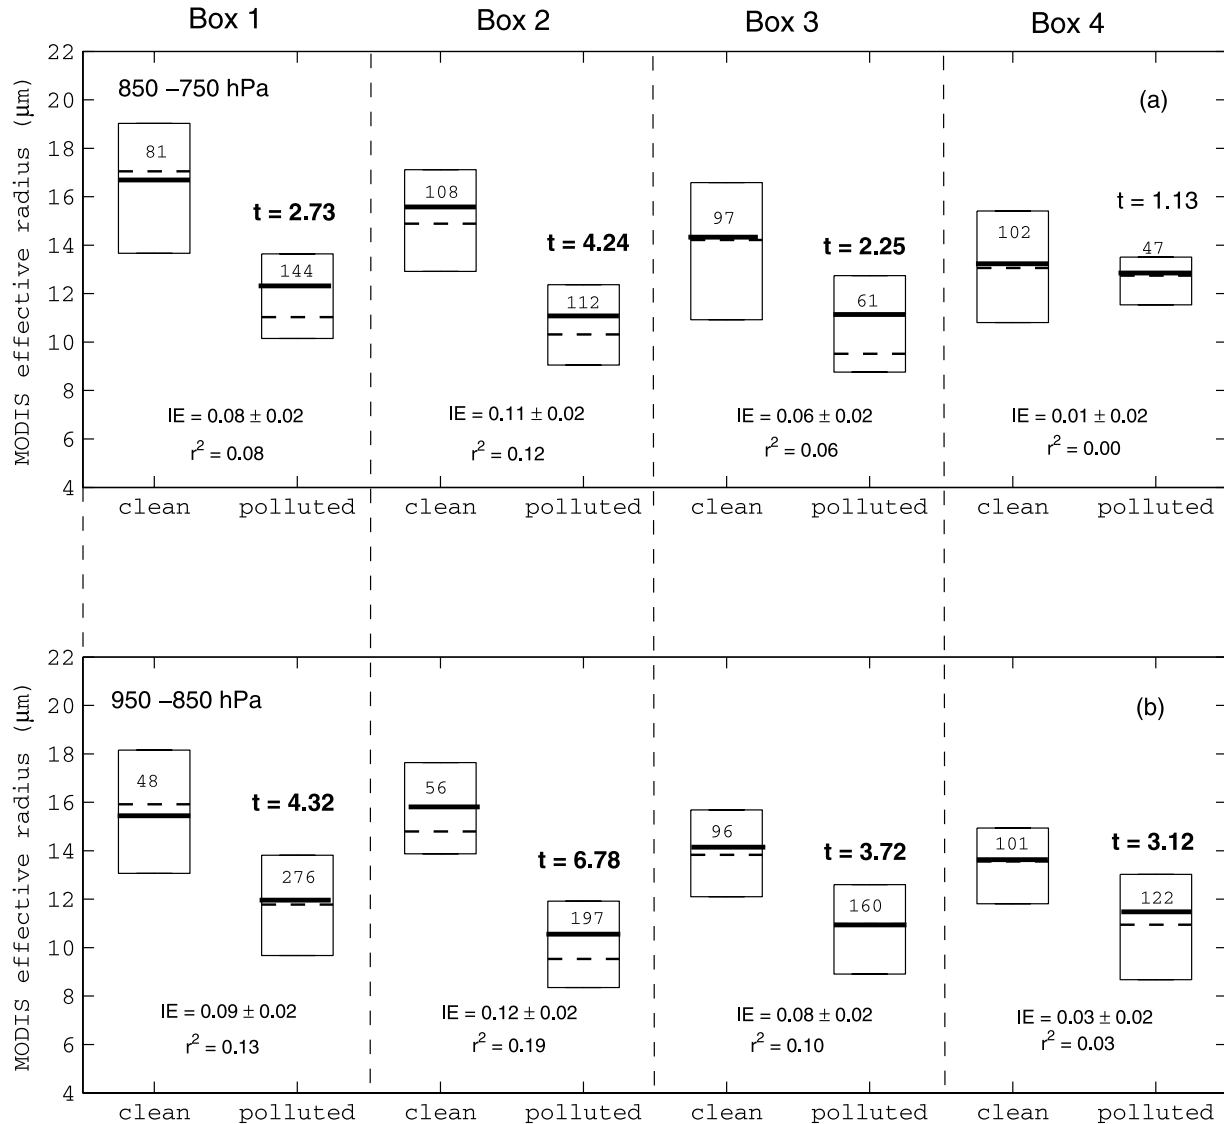 Box 1 Box 2 Box 3 Box 4
MODIS effective radius (µm)
22
20
18
16
14
12
10
8
6
4
850 –750 hPa
(a)
81
t = 2.73
144
IE = 0.08 ± 0.02
r² = 0.08
108
t = 4.24
112
IE = 0.11 ± 0.02
r² = 0.12
97
t = 2.25
61
IE = 0.06 ± 0.02
r² = 0.06
102
t = 1.13
47
IE = 0.01 ± 0.02
r² = 0.00
clean polluted clean polluted clean polluted clean polluted
MODIS effective radius (µm)
22
20
18
16
14
12
10
8
6
4
950 –850 hPa
(b)
48
t = 4.32
276
IE = 0.09 ± 0.02
r² = 0.13
56
t = 6.78
197
IE = 0.12 ± 0.02
r² = 0.19
96
t = 3.72
160
IE = 0.08 ± 0.02
r² = 0.10
101
t = 3.12
122
IE = 0.03 ± 0.02
r² = 0.03
clean polluted clean polluted clean polluted clean polluted